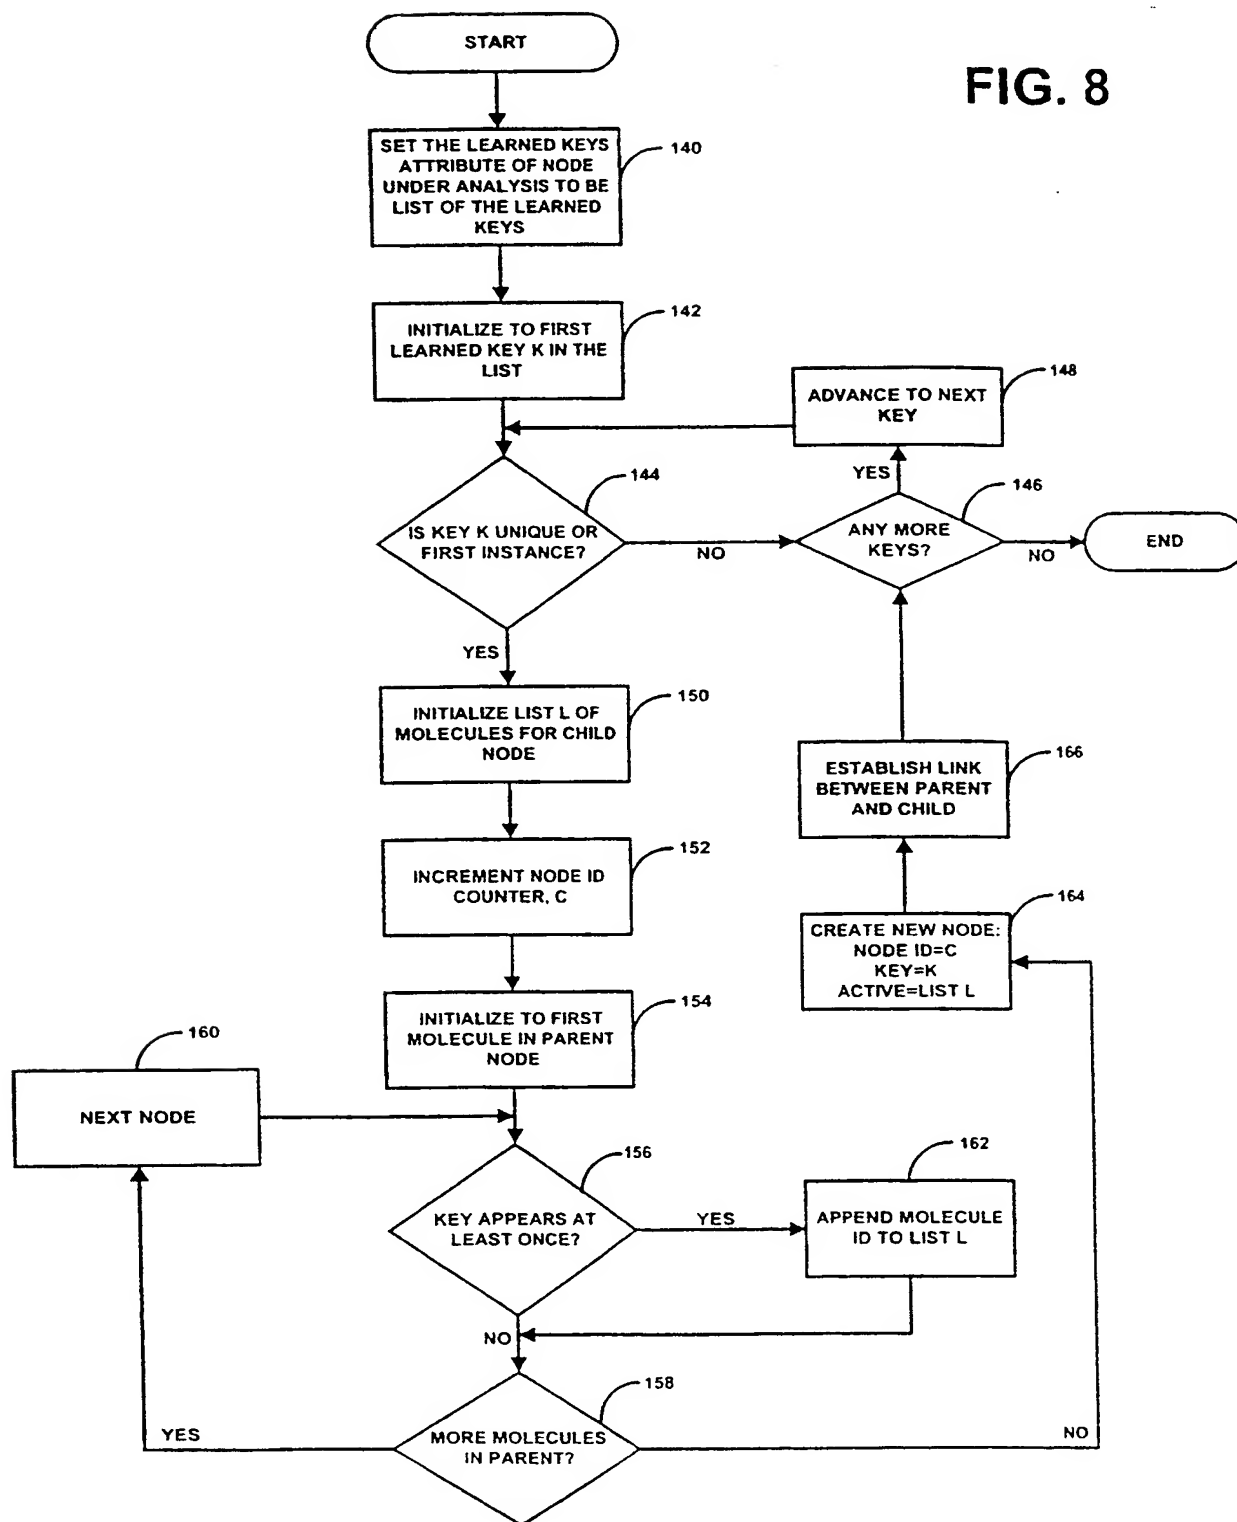 START
FIG. 8
SET THE LEARNED KEYS
ATTRIBUTE OF NODE
UNDER ANALYSIS TO BE
LIST OF THE LEARNED
KEYS
140
INITIALIZE TO FIRST
LEARNED KEY K IN THE
LIST
142
ADVANCE TO NEXT
KEY
148
YES
IS KEY K UNIQUE OR
FIRST INSTANCE?
144
NO
ANY MORE
KEYS?
146
NO
END
YES
INITIALIZE LIST L OF
MOLECULES FOR CHILD
NODE
150
ESTABLISH LINK
BETWEEN PARENT
AND CHILD
166
INCREMENT NODE ID
COUNTER, C
152
CREATE NEW NODE:
NODE ID=C
KEY=K
ACTIVE=LIST L
164
INITIALIZE TO FIRST
MOLECULE IN PARENT
NODE
154
NEXT NODE
160
KEY APPEARS AT
LEAST ONCE?
156
YES
APPEND MOLECULE
ID TO LIST L
162
NO
MORE MOLECULES
IN PARENT?
158
YES
NO